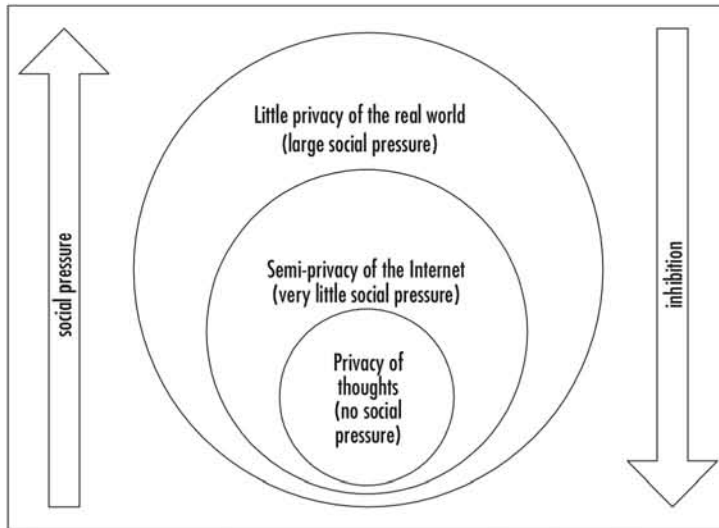 social pressure
Little privacy of the real world
(large social pressure)
Semi-privacy of the Internet
(very little social pressure)
Privacy of
thoughts
(no social
pressure)
inhibition